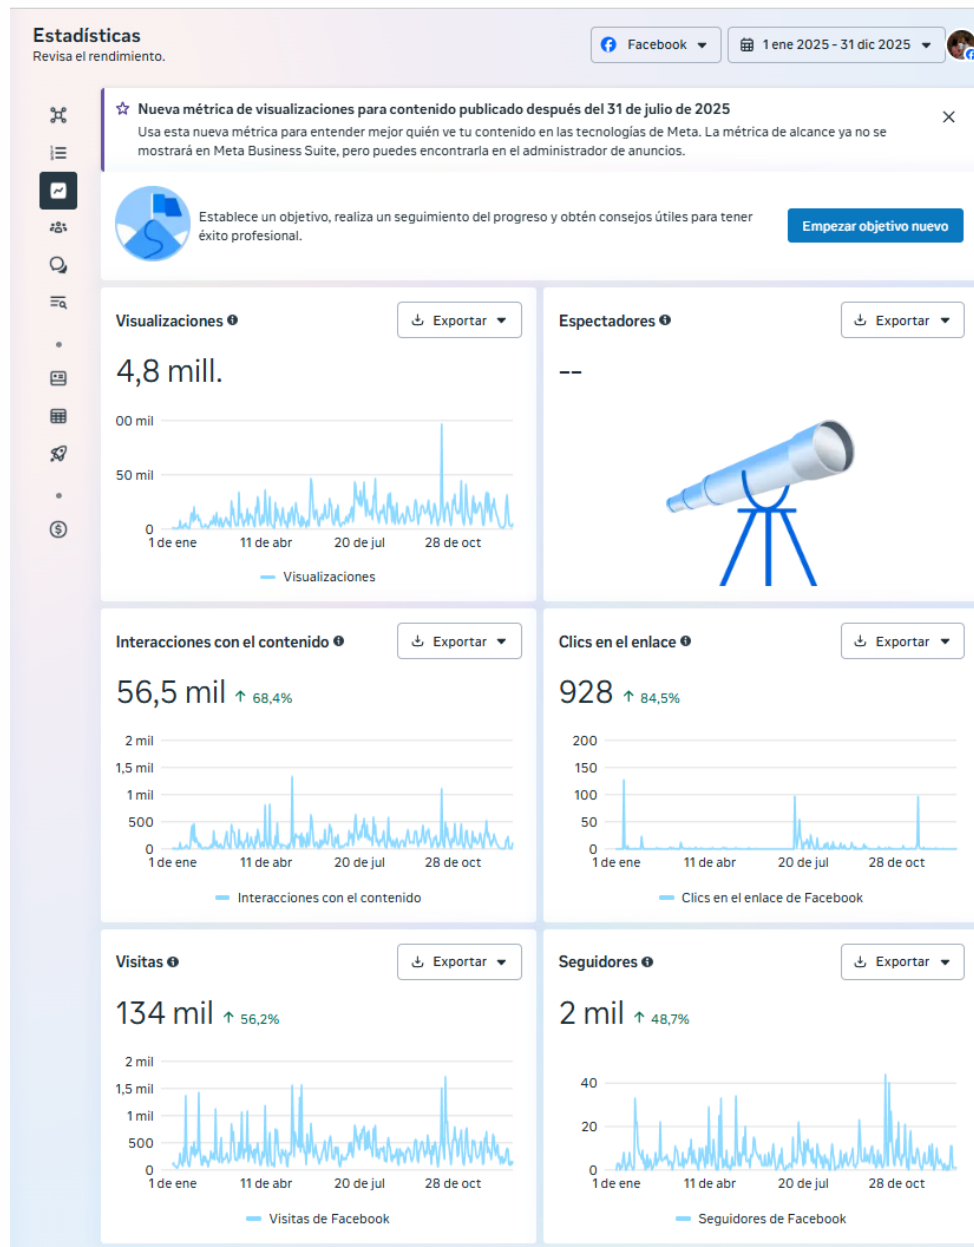 Estadísticas
Revisa el rendimiento.
Facebook
1 ene 2025 - 31 dic 2025
Nueva métrica de visualizaciones para contenido publicado después del 31 de julio de 2025
Usa esta nueva métrica para entender mejor quién ve tu contenido en las tecnologías de Meta. La métrica de alcance ya no se
mostrará en Meta Business Suite, pero puedes encontrarla en el administrador de anuncios.
Establece un objetivo, realiza un seguimiento del progreso y obtén consejos útiles para tener
éxito profesional.
Empezar objetivo nuevo
Visualizaciones
Exportar
4,8 mill.
00 mil
50 mil
0
1 de ene 11 de abr 20 de jul 28 de oct
Visualizaciones
Espectadores
Exportar
--
Interacciones con el contenido
Exportar
56,5 mil ↑ 68,4%
2 mil
1,5 mil
1 mil
500
0
1 de ene 11 de abr 20 de jul 28 de oct
Interacciones con el contenido
Clics en el enlace
Exportar
928 ↑ 84,5%
200
150
100
50
0
1 de ene 11 de abr 20 de jul 28 de oct
Clics en el enlace de Facebook
Visitas
Exportar
134 mil ↑ 56,2%
2 mil
1,5 mil
1 mil
500
0
1 de ene 11 de abr 20 de jul 28 de oct
Visitas de Facebook
Seguidores
Exportar
2 mil ↑ 48,7%
40
20
0
1 de ene 11 de abr 20 de jul 28 de oct
Seguidores de Facebook